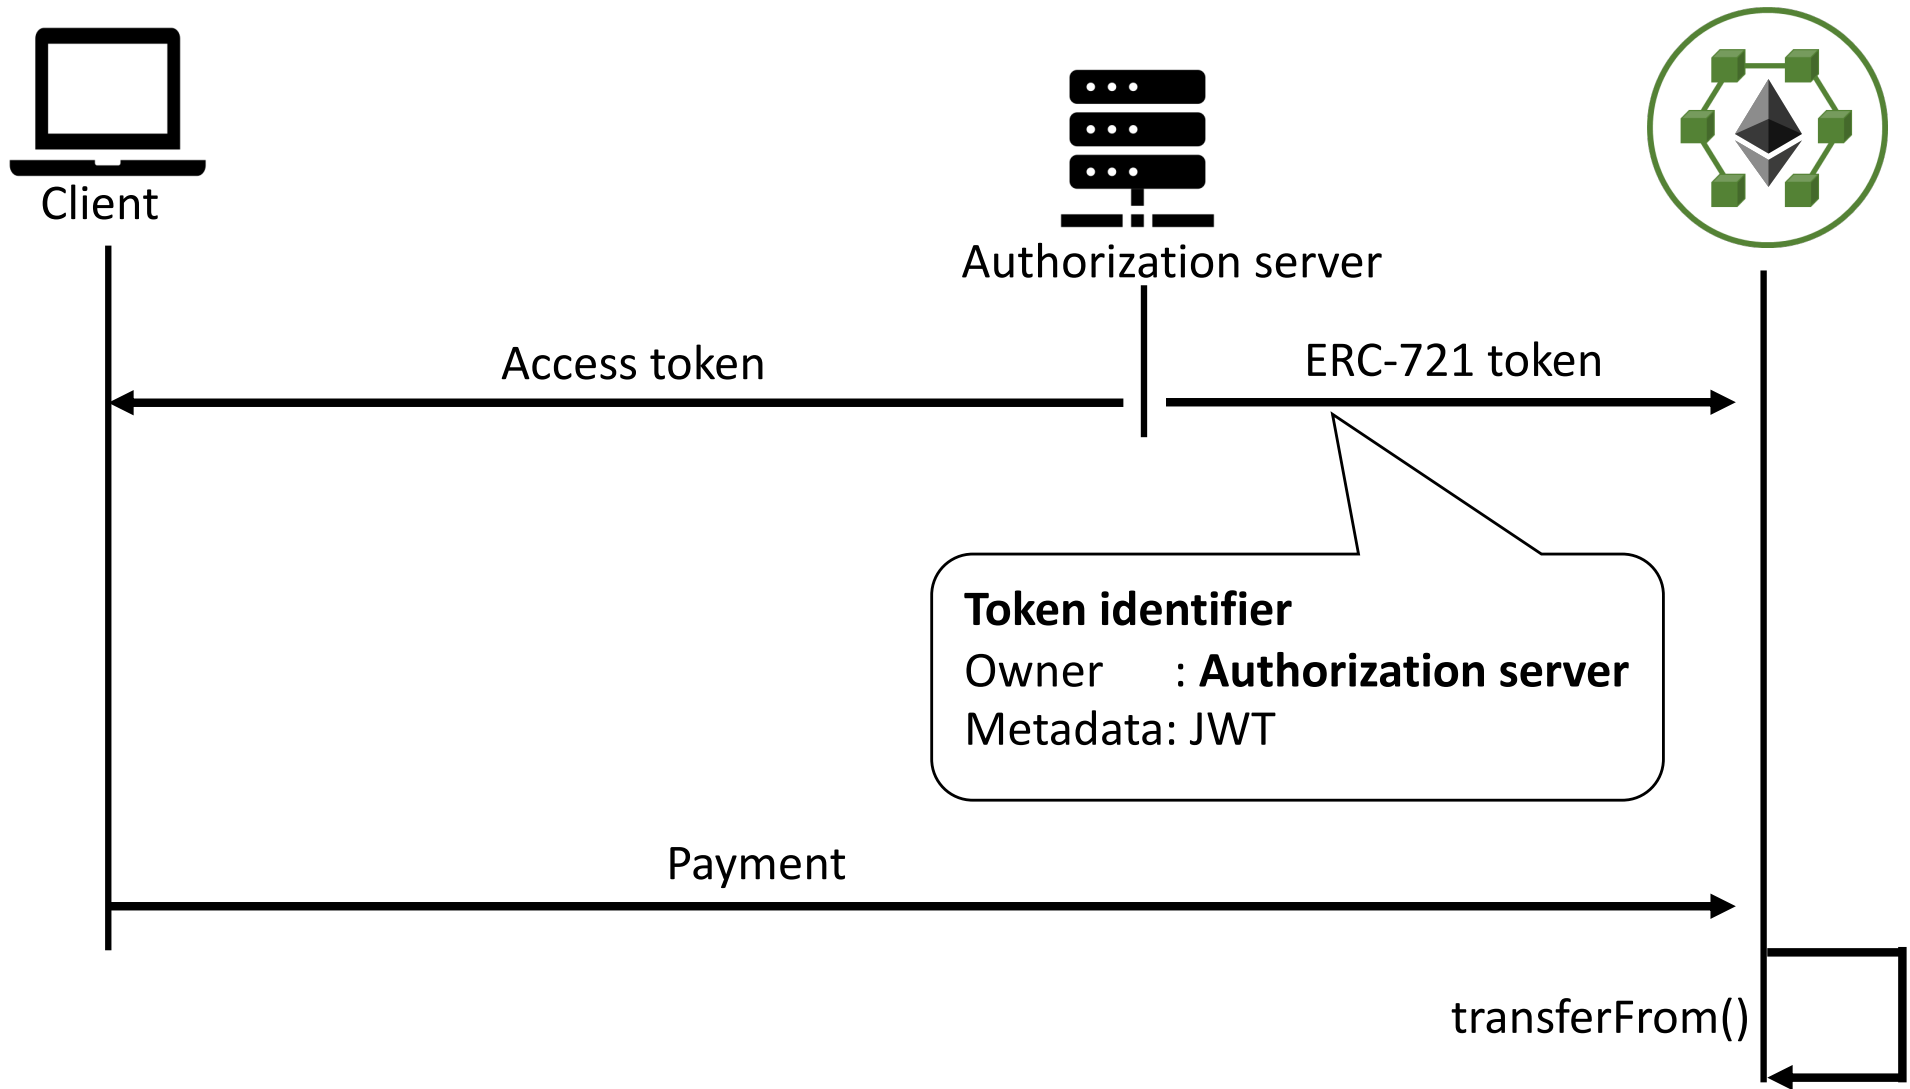 Client
Authorization server
Access token
ERC-721 token
Token identifier
Owner : Authorization server
Metadata: JWT
Payment
transferFrom()